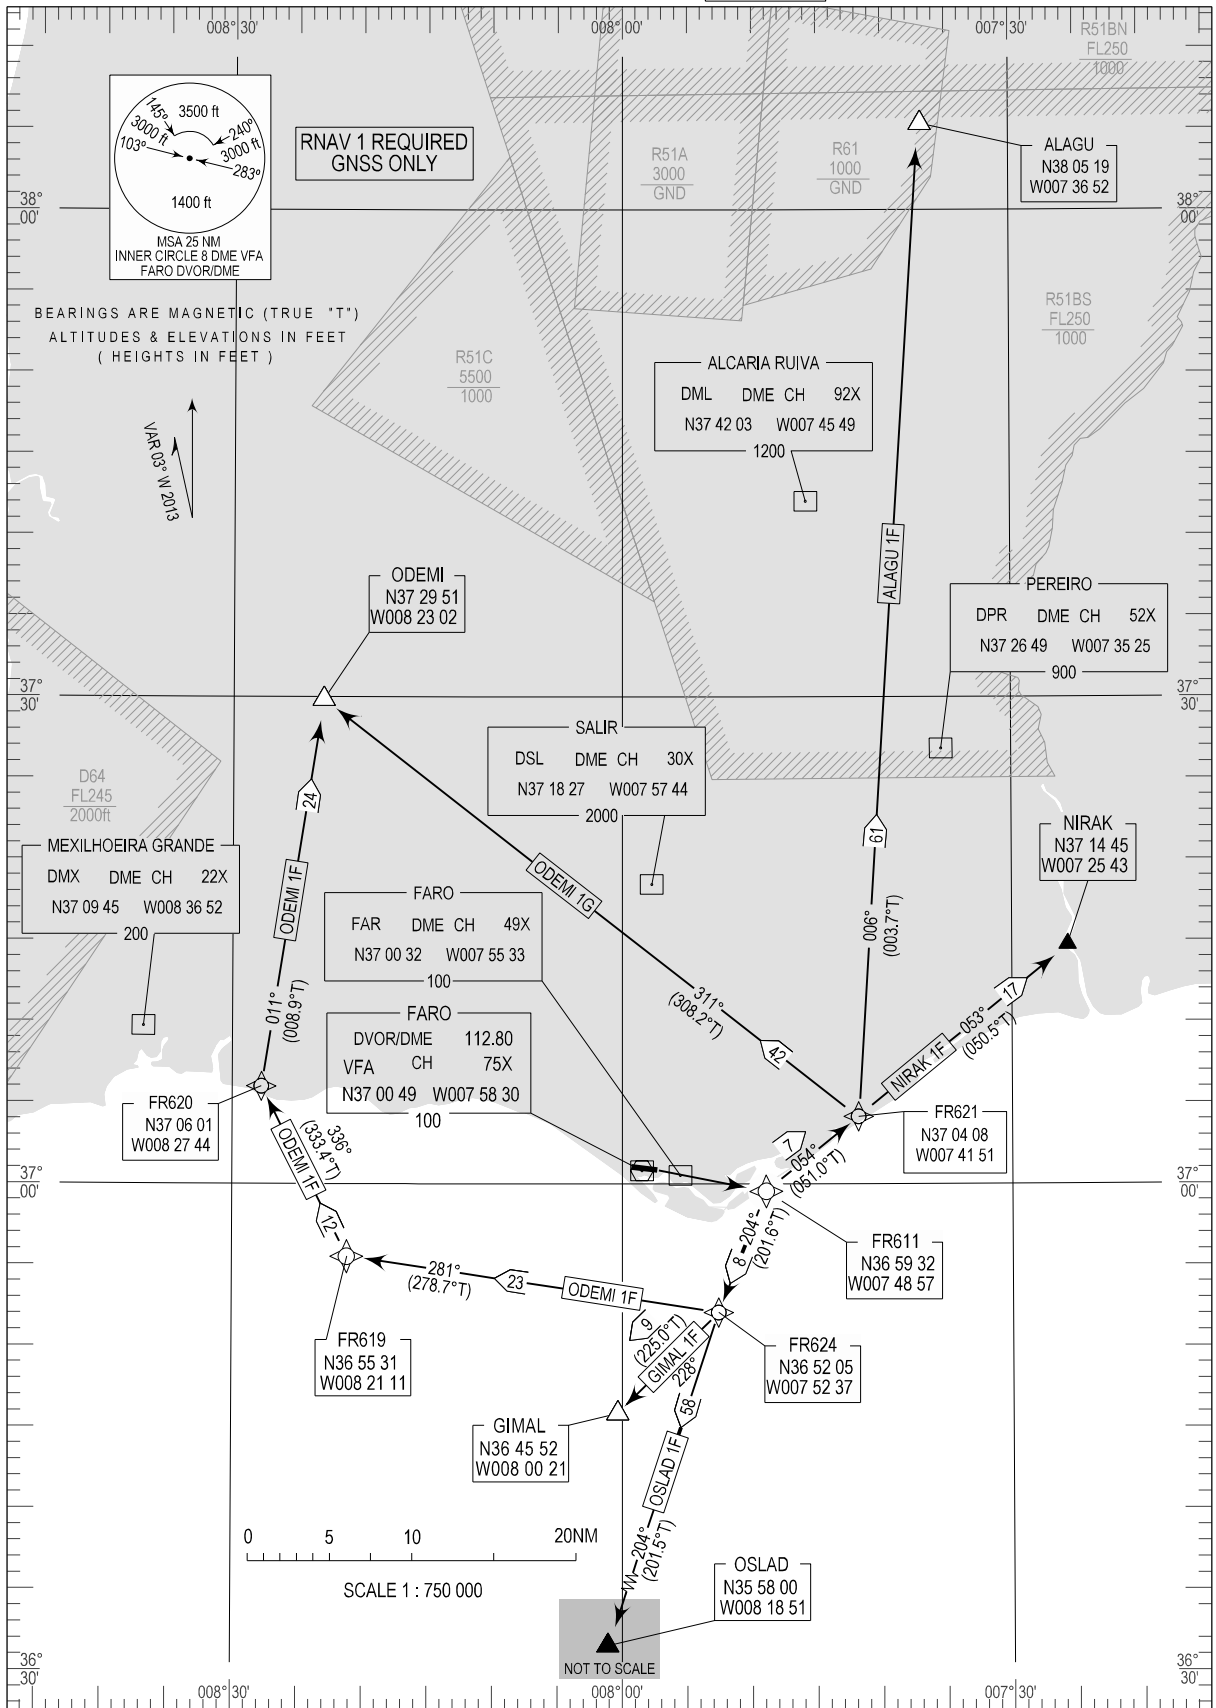 008° 30'
008° 00'
007° 30'
R51BN
FL250
1000
145°
3500 ft
3000 ft
240°
3000 ft
103°
283°
1400 ft
MSA 25 NM
INNER CIRCLE 8 DME VFA
FARO DVOR/DME
RNAV 1 REQUIRED
GNSS ONLY
R51A
3000
GND
R61
1000
GND
ALAGU
N38 05 19
W007 36 52
38°
00'
38°
00'
BEARINGS ARE MAGNETIC (TRUE "T")
ALTITUDES & ELEVATIONS IN FEET
( HEIGHTS IN FEET )
R51BS
FL250
1000
R51C
5500
1000
ALCARIA RUIVA
DML DME CH 92X
N37 42 03 W007 45 49
1200
VAR 03° W 2013
ALAGU 1F
ODEMI
N37 29 51
W008 23 02
PEREIRO
DPR DME CH 52X
N37 26 49 W007 35 25
900
37°
30'
37°
30'
SALIR
DSL DME CH 30X
N37 18 27 W007 57 44
2000
D64
FL245
2000ft
24
61
NIRAK
N37 14 45
W007 25 43
MEXILHOEIRA GRANDE
DMX DME CH 22X
N37 09 45 W008 36 52
200
ODEMI 1F
ODEMI 1G
FARO
FAR DME CH 49X
N37 00 32 W007 55 33
100
006°
(003.7°T)
011°
(008.9°T)
311°
(308.2°T)
42
17
053°
(050.5°T)
NIRAK 1F
FARO
DVOR/DME 112.80
VFA CH 75X
N37 00 49 W007 58 30
100
FR620
N37 06 01
W008 27 44
FR621
N37 04 08
W007 41 51
336°
(333.4°T)
ODEMI 1F
12
7
054°
(051.0°T)
37°
00'
37°
00'
204°
(201.6°T)
8
FR611
N36 59 32
W007 48 57
281°
(278.7°T)
23
ODEMI 1F
FR619
N36 55 31
W008 21 11
9
(225.0°T)
GIMAL 1F
228°
FR624
N36 52 05
W007 52 37
58
GIMAL
N36 45 52
W008 00 21
OSLAD 1F
204°
(201.5°T)
0 5 10 20NM
SCALE 1 : 750 000
OSLAD
N35 58 00
W008 18 51
NOT TO SCALE
36°
30'
36°
30'
008° 30'
008° 00'
007° 30'